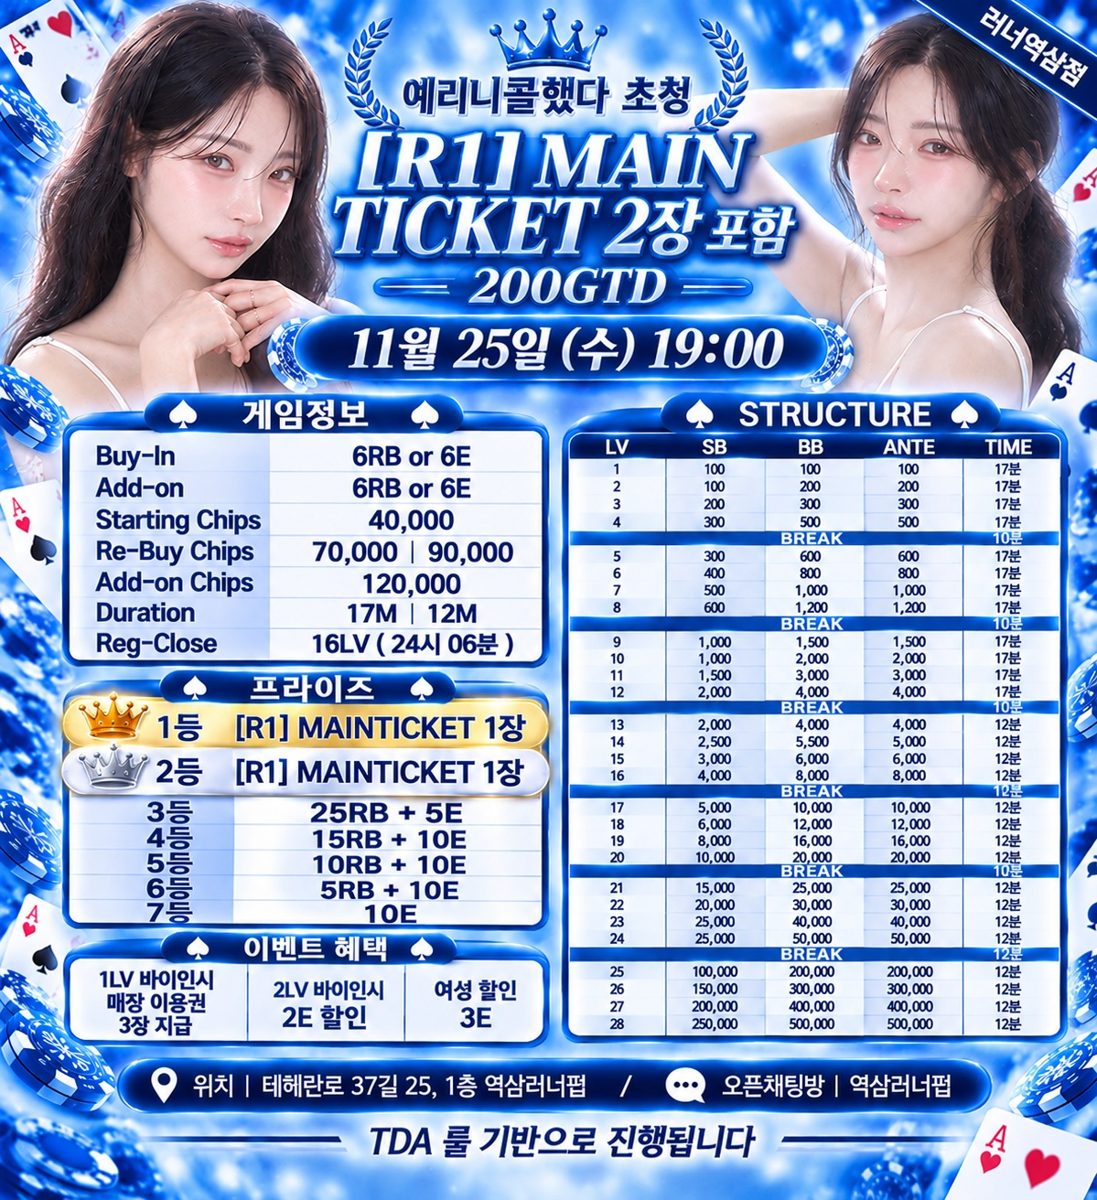 러너역삼점
예리니콜했다 초청
[R1] MAIN
TICKET 2장 포함
200GTD
11월 25일 (수) 19:00
게임정보
Buy-In 6RB or 6E
Add-on 6RB or 6E
Starting Chips 40,000
Re-Buy Chips 70,000 | 90,000
Add-on Chips 120,000
Duration 17M | 12M
Reg-Close 16LV ( 24시 06분 )
프라이즈
1등 [R1] MAINTICKET 1장
2등 [R1] MAINTICKET 1장
3등 25RB + 5E
4등 15RB + 10E
5등 10RB + 10E
6등 5RB + 10E
7등 10E
이벤트 혜택
1LV 바이인시
매장 이용권
3장 지급
2LV 바이인시
2E 할인
여성 할인
3E
STRUCTURE
LV SB BB ANTE TIME
1 100 100 100 17분
2 100 200 200 17분
3 200 300 300 17분
4 300 500 500 17분
BREAK 10분
5 300 600 600 17분
6 400 800 800 17분
7 500 1,000 1,000 17분
8 600 1,200 1,200 17분
BREAK 10분
9 1,000 1,500 1,500 17분
10 1,000 2,000 2,000 17분
11 1,500 3,000 3,000 17분
12 2,000 4,000 4,000 17분
BREAK 10분
13 2,000 4,000 4,000 12분
14 2,500 5,500 5,000 12분
15 3,000 6,000 6,000 12분
16 4,000 8,000 8,000 12분
BREAK 12분
17 5,000 10,000 10,000 12분
18 6,000 12,000 12,000 12분
19 8,000 16,000 16,000 12분
20 10,000 20,000 20,000 12분
BREAK 10분
21 15,000 25,000 25,000 12분
22 20,000 30,000 30,000 12분
23 25,000 40,000 40,000 12분
24 25,000 50,000 50,000 12분
BREAK 12분
25 100,000 200,000 200,000 12분
26 150,000 300,000 300,000 12분
27 200,000 400,000 400,000 12분
28 250,000 500,000 500,000 12분
위치 | 테헤란로 37길 25, 1층 역삼러너펍 / 오픈채팅방 | 역삼러너펍
TDA 룰 기반으로 진행됩니다
A
A
A
A
A
A